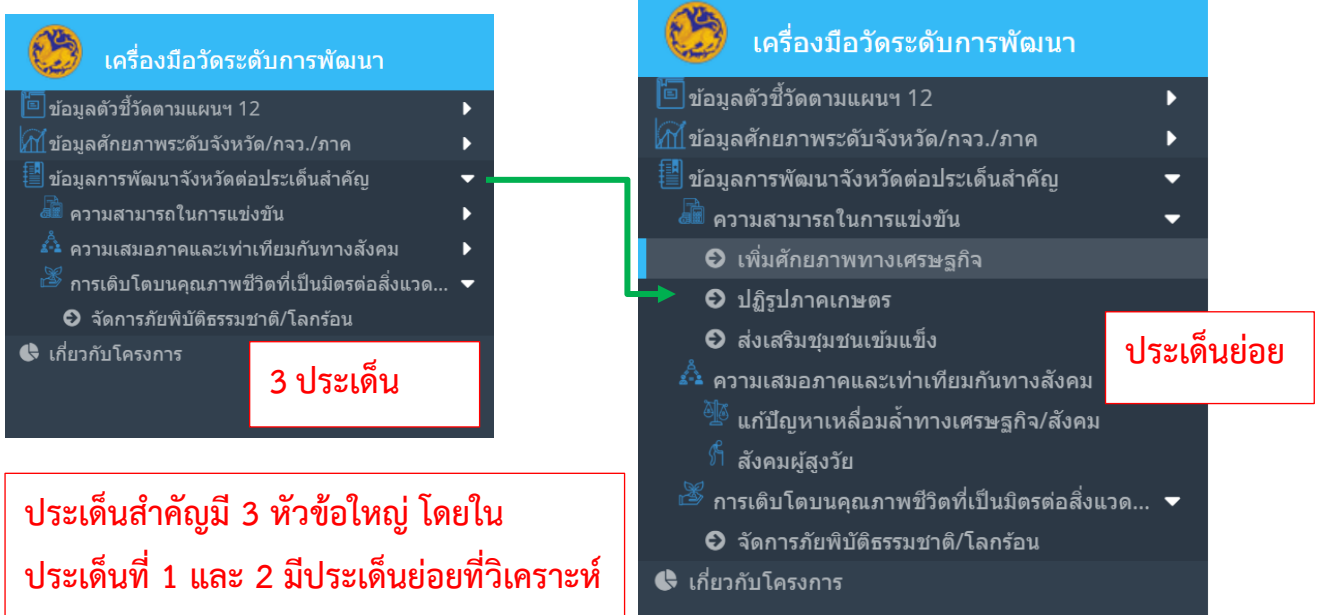 เครื่องมือวัดระดับการพัฒนา
ข้อมูลตัวชี้วัดตามแผนฯ 12
ข้อมูลศักยภาพระดับจังหวัด/กจว./ภาค
ข้อมูลการพัฒนาจังหวัดต่อประเด็นสำคัญ
ความสามารถในการแข่งขัน
ความเสมอภาคและเท่าเทียมกันทางสังคม
การเติบโตบนคุณภาพชีวิตที่เป็นมิตรต่อสิ่งแวด...
จัดการภัยพิบัติธรรมชาติ/โลกร้อน
เกี่ยวกับโครงการ
3 ประเด็น
ประเด็นสำคัญมี 3 หัวข้อใหญ่ โดยใน
ประเด็นที่ 1 และ 2 มีประเด็นย่อยที่วิเคราะห์
เครื่องมือวัดระดับการพัฒนา
ข้อมูลตัวชี้วัดตามแผนฯ 12
ข้อมูลศักยภาพระดับจังหวัด/กจว./ภาค
ข้อมูลการพัฒนาจังหวัดต่อประเด็นสำคัญ
ความสามารถในการแข่งขัน
เพิ่มศักยภาพทางเศรษฐกิจ
ปฏิรูปภาคเกษตร
ส่งเสริมชุมชนเข้มแข็ง
ประเด็นย่อย
ความเสมอภาคและเท่าเทียมกันทางสังคม
แก้ปัญหาเหลื่อมล้ำทางเศรษฐกิจ/สังคม
สังคมผู้สูงวัย
การเติบโตบนคุณภาพชีวิตที่เป็นมิตรต่อสิ่งแวด...
จัดการภัยพิบัติธรรมชาติ/โลกร้อน
เกี่ยวกับโครงการ